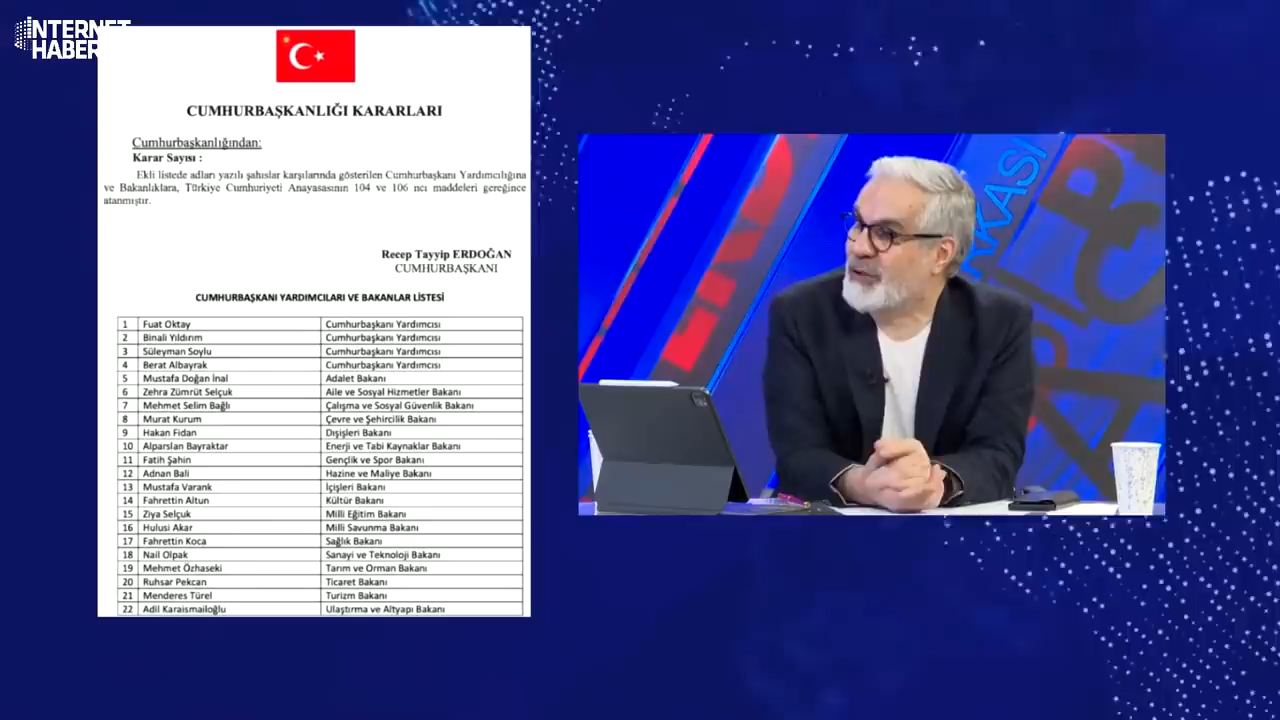 İNTERNET
HABER
CUMHURBAŞKANLIĞI KARARLARI
Cumhurbaşkanlığından:
Karar Sayısı :
Ekli listede adları yazılı şahıslar karşılarında gösterilen Cumhurbaşkanı Yardımcılığına
ve Bakanlıklara, Türkiye Cumhuriyeti Anayasasının 104 ve 106 ncı maddeleri gereğince
atanmıştır.
Recep Tayyip ERDOĞAN
CUMHURBAŞKANI
CUMHURBAŞKANI YARDIMCILARI VE BAKANLAR LİSTESİ
1 Fuat Oktay Cumhurbaşkanı Yardımcısı
2 Binali Yıldırım Cumhurbaşkanı Yardımcısı
3 Süleyman Soylu Cumhurbaşkanı Yardımcısı
4 Berat Albayrak Cumhurbaşkanı Yardımcısı
5 Mustafa Doğan İnal Adalet Bakanı
6 Zehra Zümrüt Selçuk Aile ve Sosyal Hizmetler Bakanı
7 Mehmet Selim Bağlı Çalışma ve Sosyal Güvenlik Bakanı
8 Murat Kurum Çevre ve Şehircilik Bakanı
9 Hakan Fidan Dışişleri Bakanı
10 Alparslan Bayraktar Enerji ve Tabi Kaynaklar Bakanı
11 Fatih Şahin Gençlik ve Spor Bakanı
12 Adnan Bali Hazine ve Maliye Bakanı
13 Mustafa Varank İçişleri Bakanı
14 Fahrettin Altun Kültür Bakanı
15 Ziya Selçuk Milli Eğitim Bakanı
16 Hulusi Akar Milli Savunma Bakanı
17 Fahrettin Koca Sağlık Bakanı
18 Nail Olpak Sanayi ve Teknoloji Bakanı
19 Mehmet Özhaseki Tarım ve Orman Bakanı
20 Ruhsar Pekcan Ticaret Bakanı
21 Menderes Türel Turizm Bakanı
22 Adil Karaismailoğlu Ulaştırma ve Altyapı Bakanı